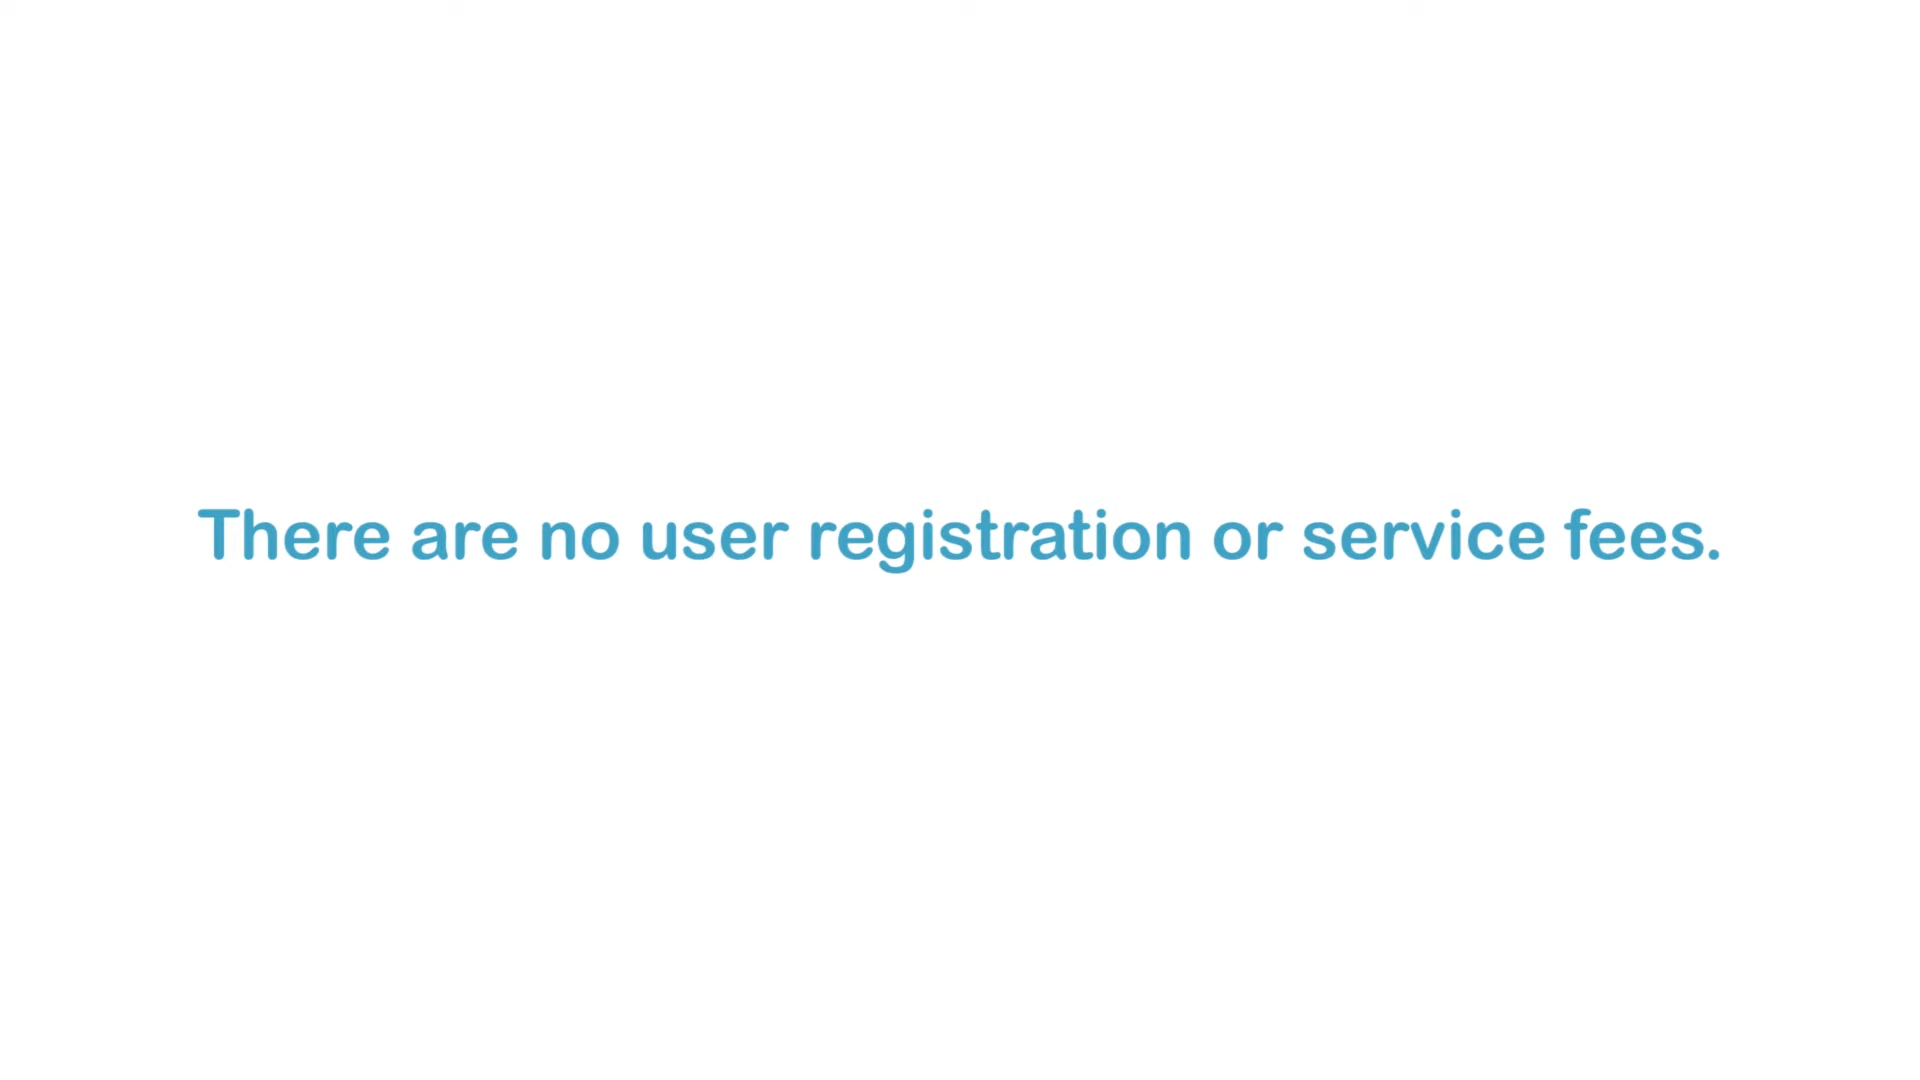 There are no user registration or service fees.